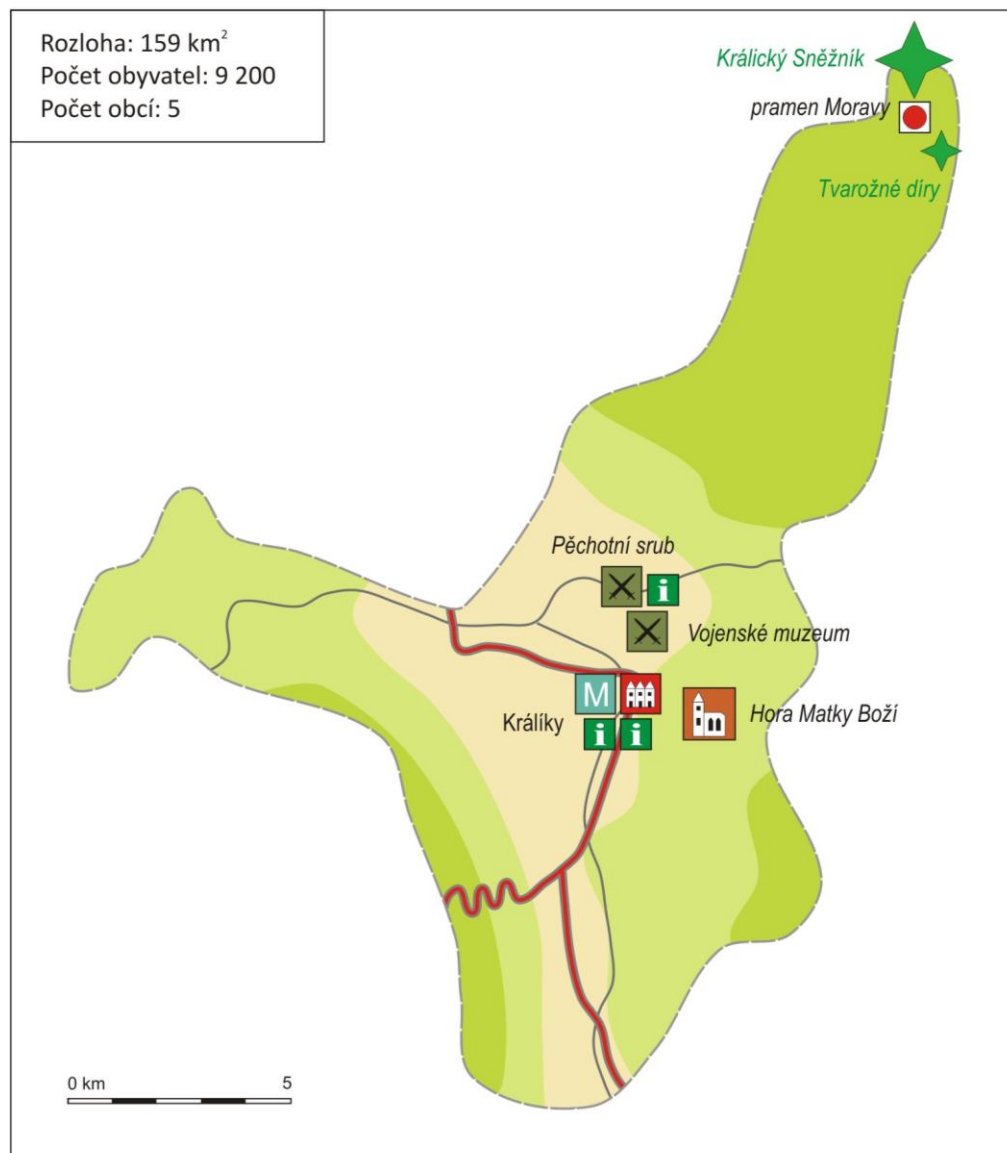 Rozloha: 159 km²
Počet obyvatel: 9 200
Počet obcí: 5
Králický Sněžník
pramen Moravy
Tvarožné díry
Pěchotní srub
i
Vojenské muzeum
M
Králíky
Hora Matky Boží
i i
0 km 5